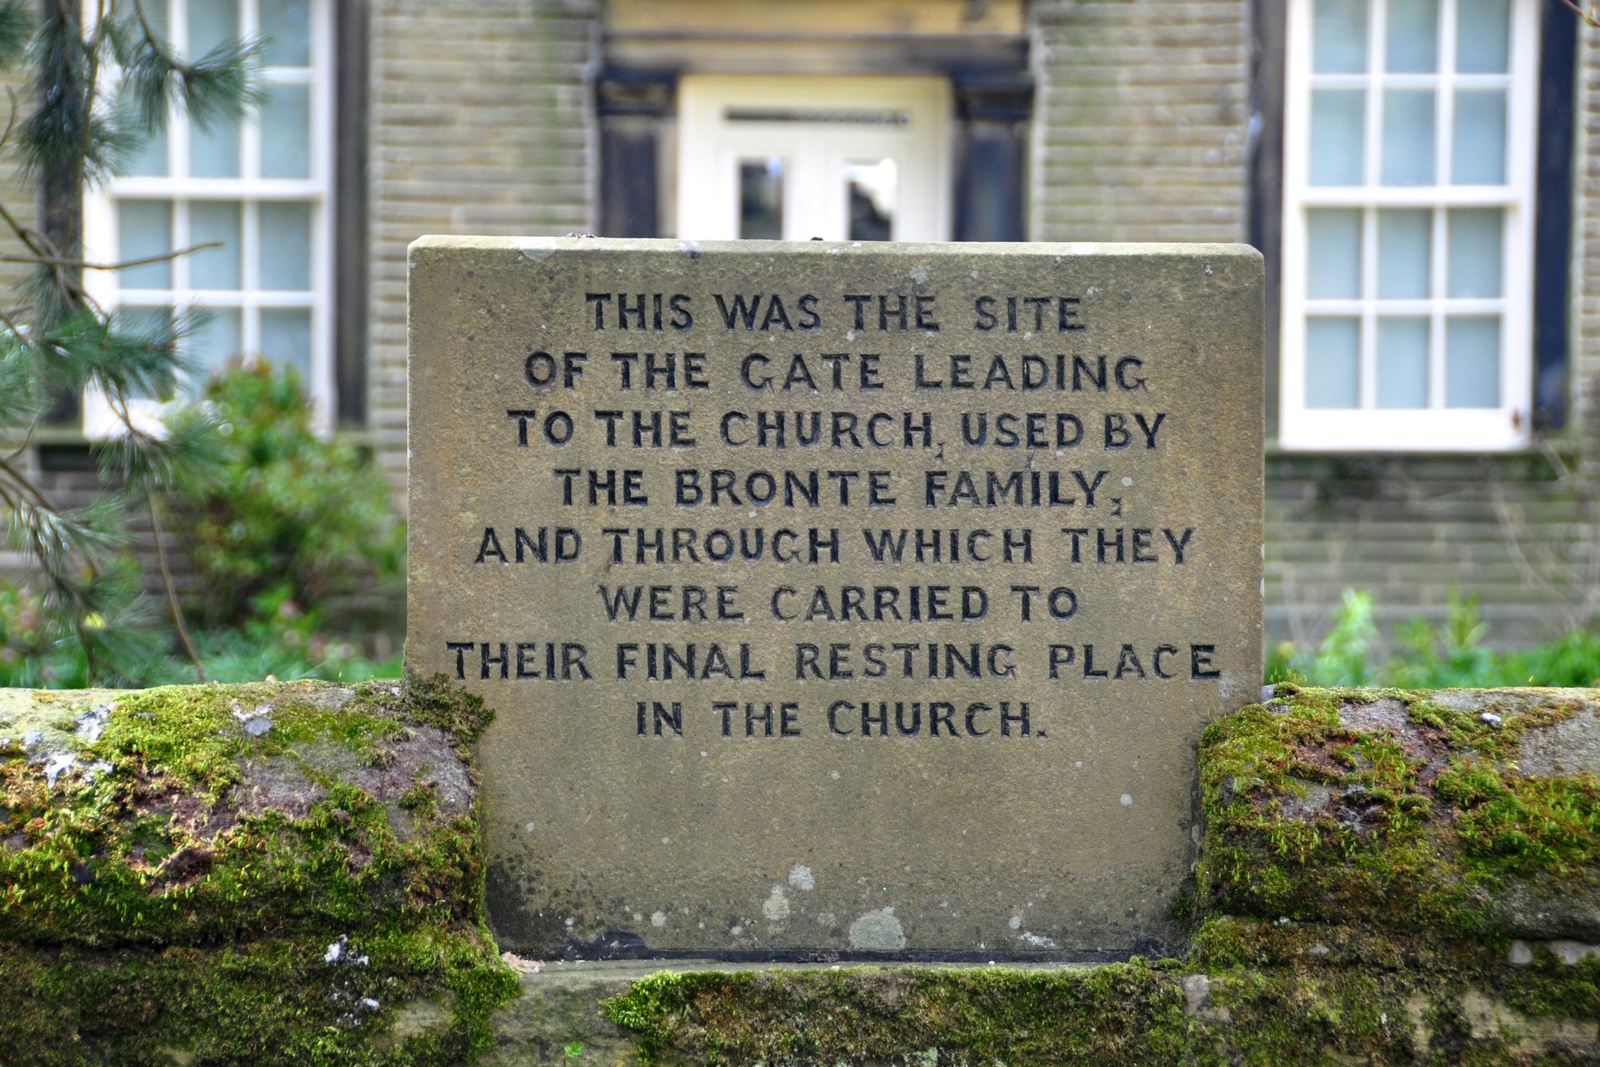 THIS WAS THE SITE
OF THE GATE LEADING
TO THE CHURCH, USED BY
THE BRONTE FAMILY,
AND THROUGH WHICH THEY
WERE CARRIED TO
THEIR FINAL RESTING PLACE
IN THE CHURCH.